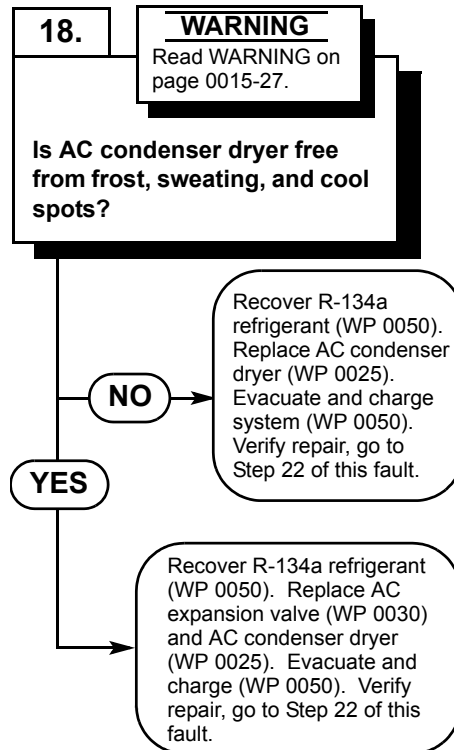 18.
WARNING
Read WARNING on
page 0015-27.
Is AC condenser dryer free
from frost, sweating, and cool
spots?
NO
Recover R-134a
refrigerant (WP 0050).
Replace AC condenser
dryer (WP 0025).
Evacuate and charge
system (WP 0050).
Verify repair, go to
Step 22 of this fault.
YES
Recover R-134a refrigerant
(WP 0050).  Replace AC
expansion valve (WP 0030)
and AC condenser dryer
(WP 0025).  Evacuate and
charge (WP 0050).  Verify
repair, go to Step 22 of this
fault.